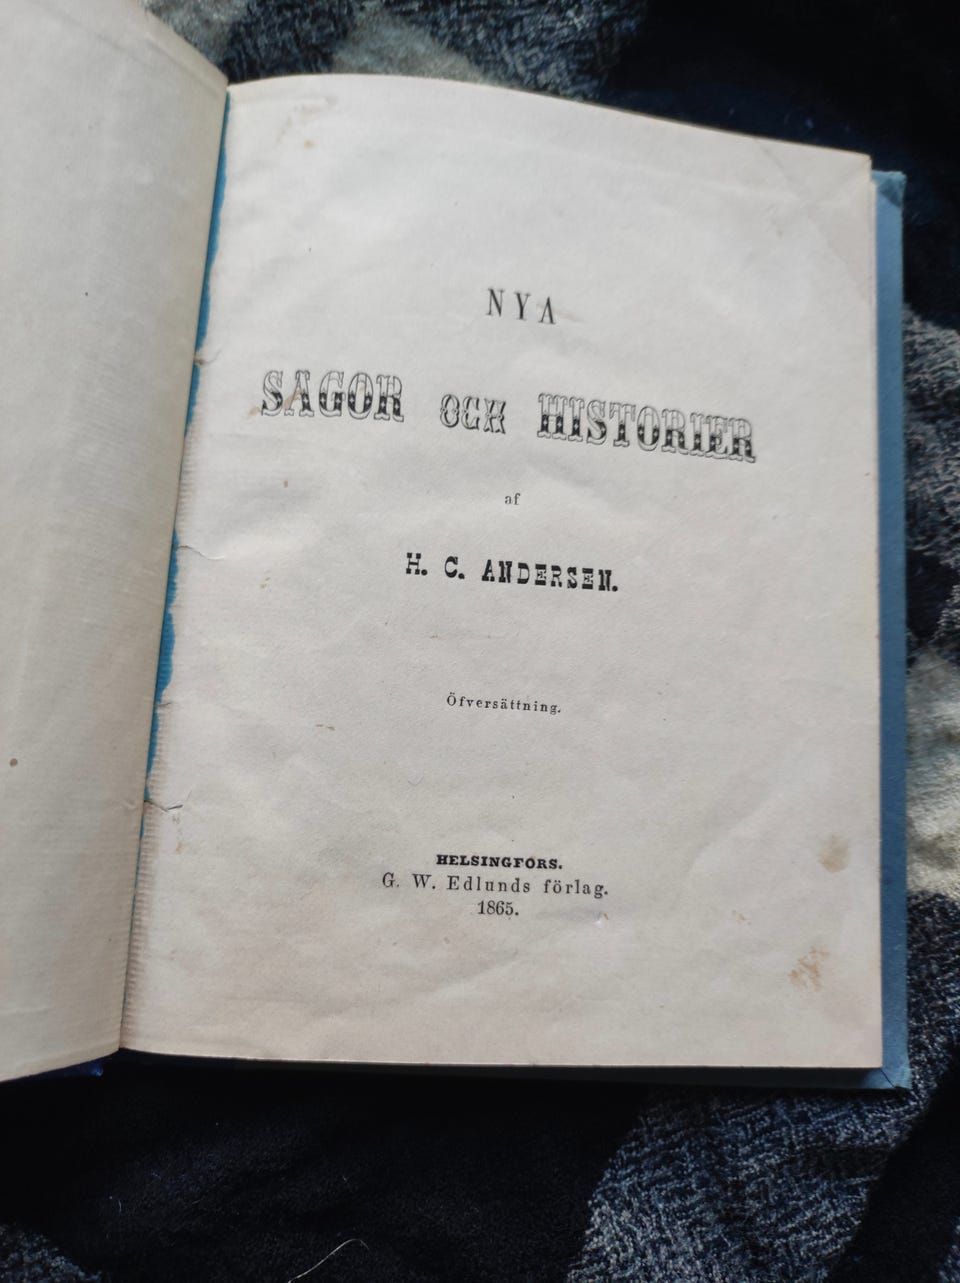 NYA
SAGOR OCH HISTORIER
af
H. C. ANDERSEN.
Öfversättning.
HELSINGFORS.
G. W. Edlunds förlag.
1865.